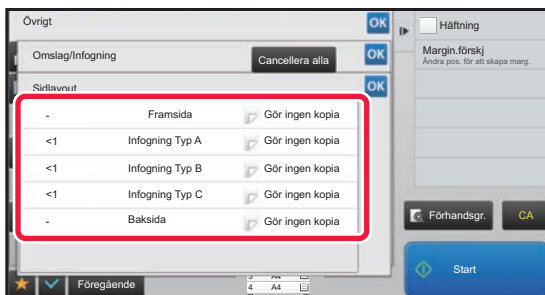 Övrigt
OK
Omslag/Infogning
Cancellera alla
OK
Sidlayout
OK
- Framsida Gör ingen kopia
<1 Infogning Typ A Gör ingen kopia
<1 Infogning Typ B Gör ingen kopia
<1 Infogning Typ C Gör ingen kopia
- Baksida Gör ingen kopia
Föregående
3 A4
4 A4
Häftning
Margin.förskj
Ändra pos. för att skapa marg.
Förhandsgr.
CA
Start